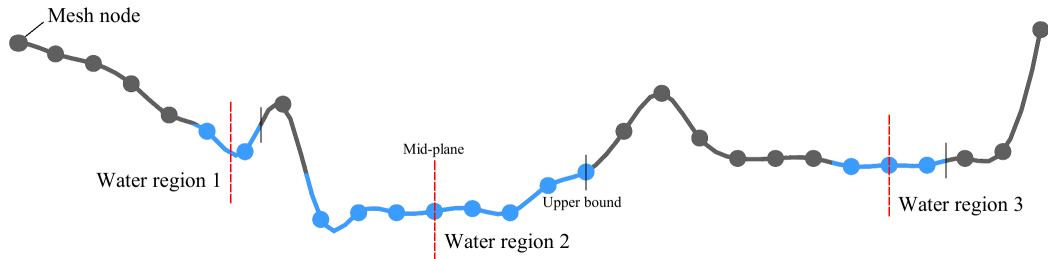 Mesh node
Mid-plane
Water region 1
Upper bound
Water region 3
Water region 2